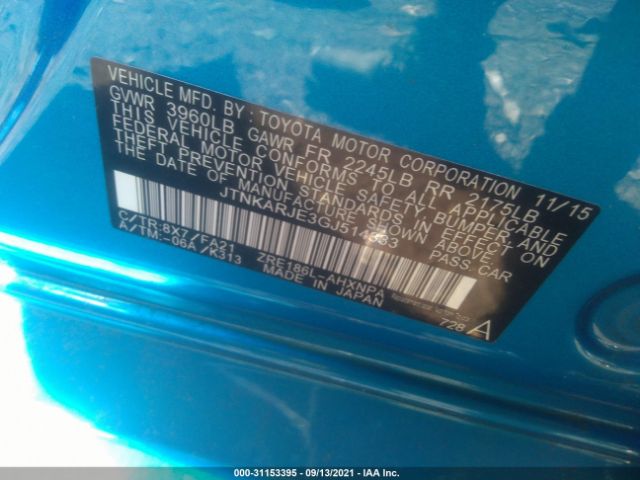 VEHICLE MFD. BY: TOYOTA MOTOR CORPORATION 11/15
GVWR 3960LB GAWR FR 2245LB RR 2175LB
THIS VEHICLE CONFORMS TO ALL APPLICABLE
FEDERAL MOTOR VEHICLE SAFETY, BUMPER AND
THEFT PREVENTION STANDARDS IN EFFECT ON
THE DATE OF MANUFACTURE SHOWN ABOVE.
PASS.CAR
C/TR:8X7/FA21
A/TM:-06A/K313
ZRE186L-AHXNPA
MADE IN JAPAN
728 A
000-31153395 - 09/13/2021 - IAA Inc.